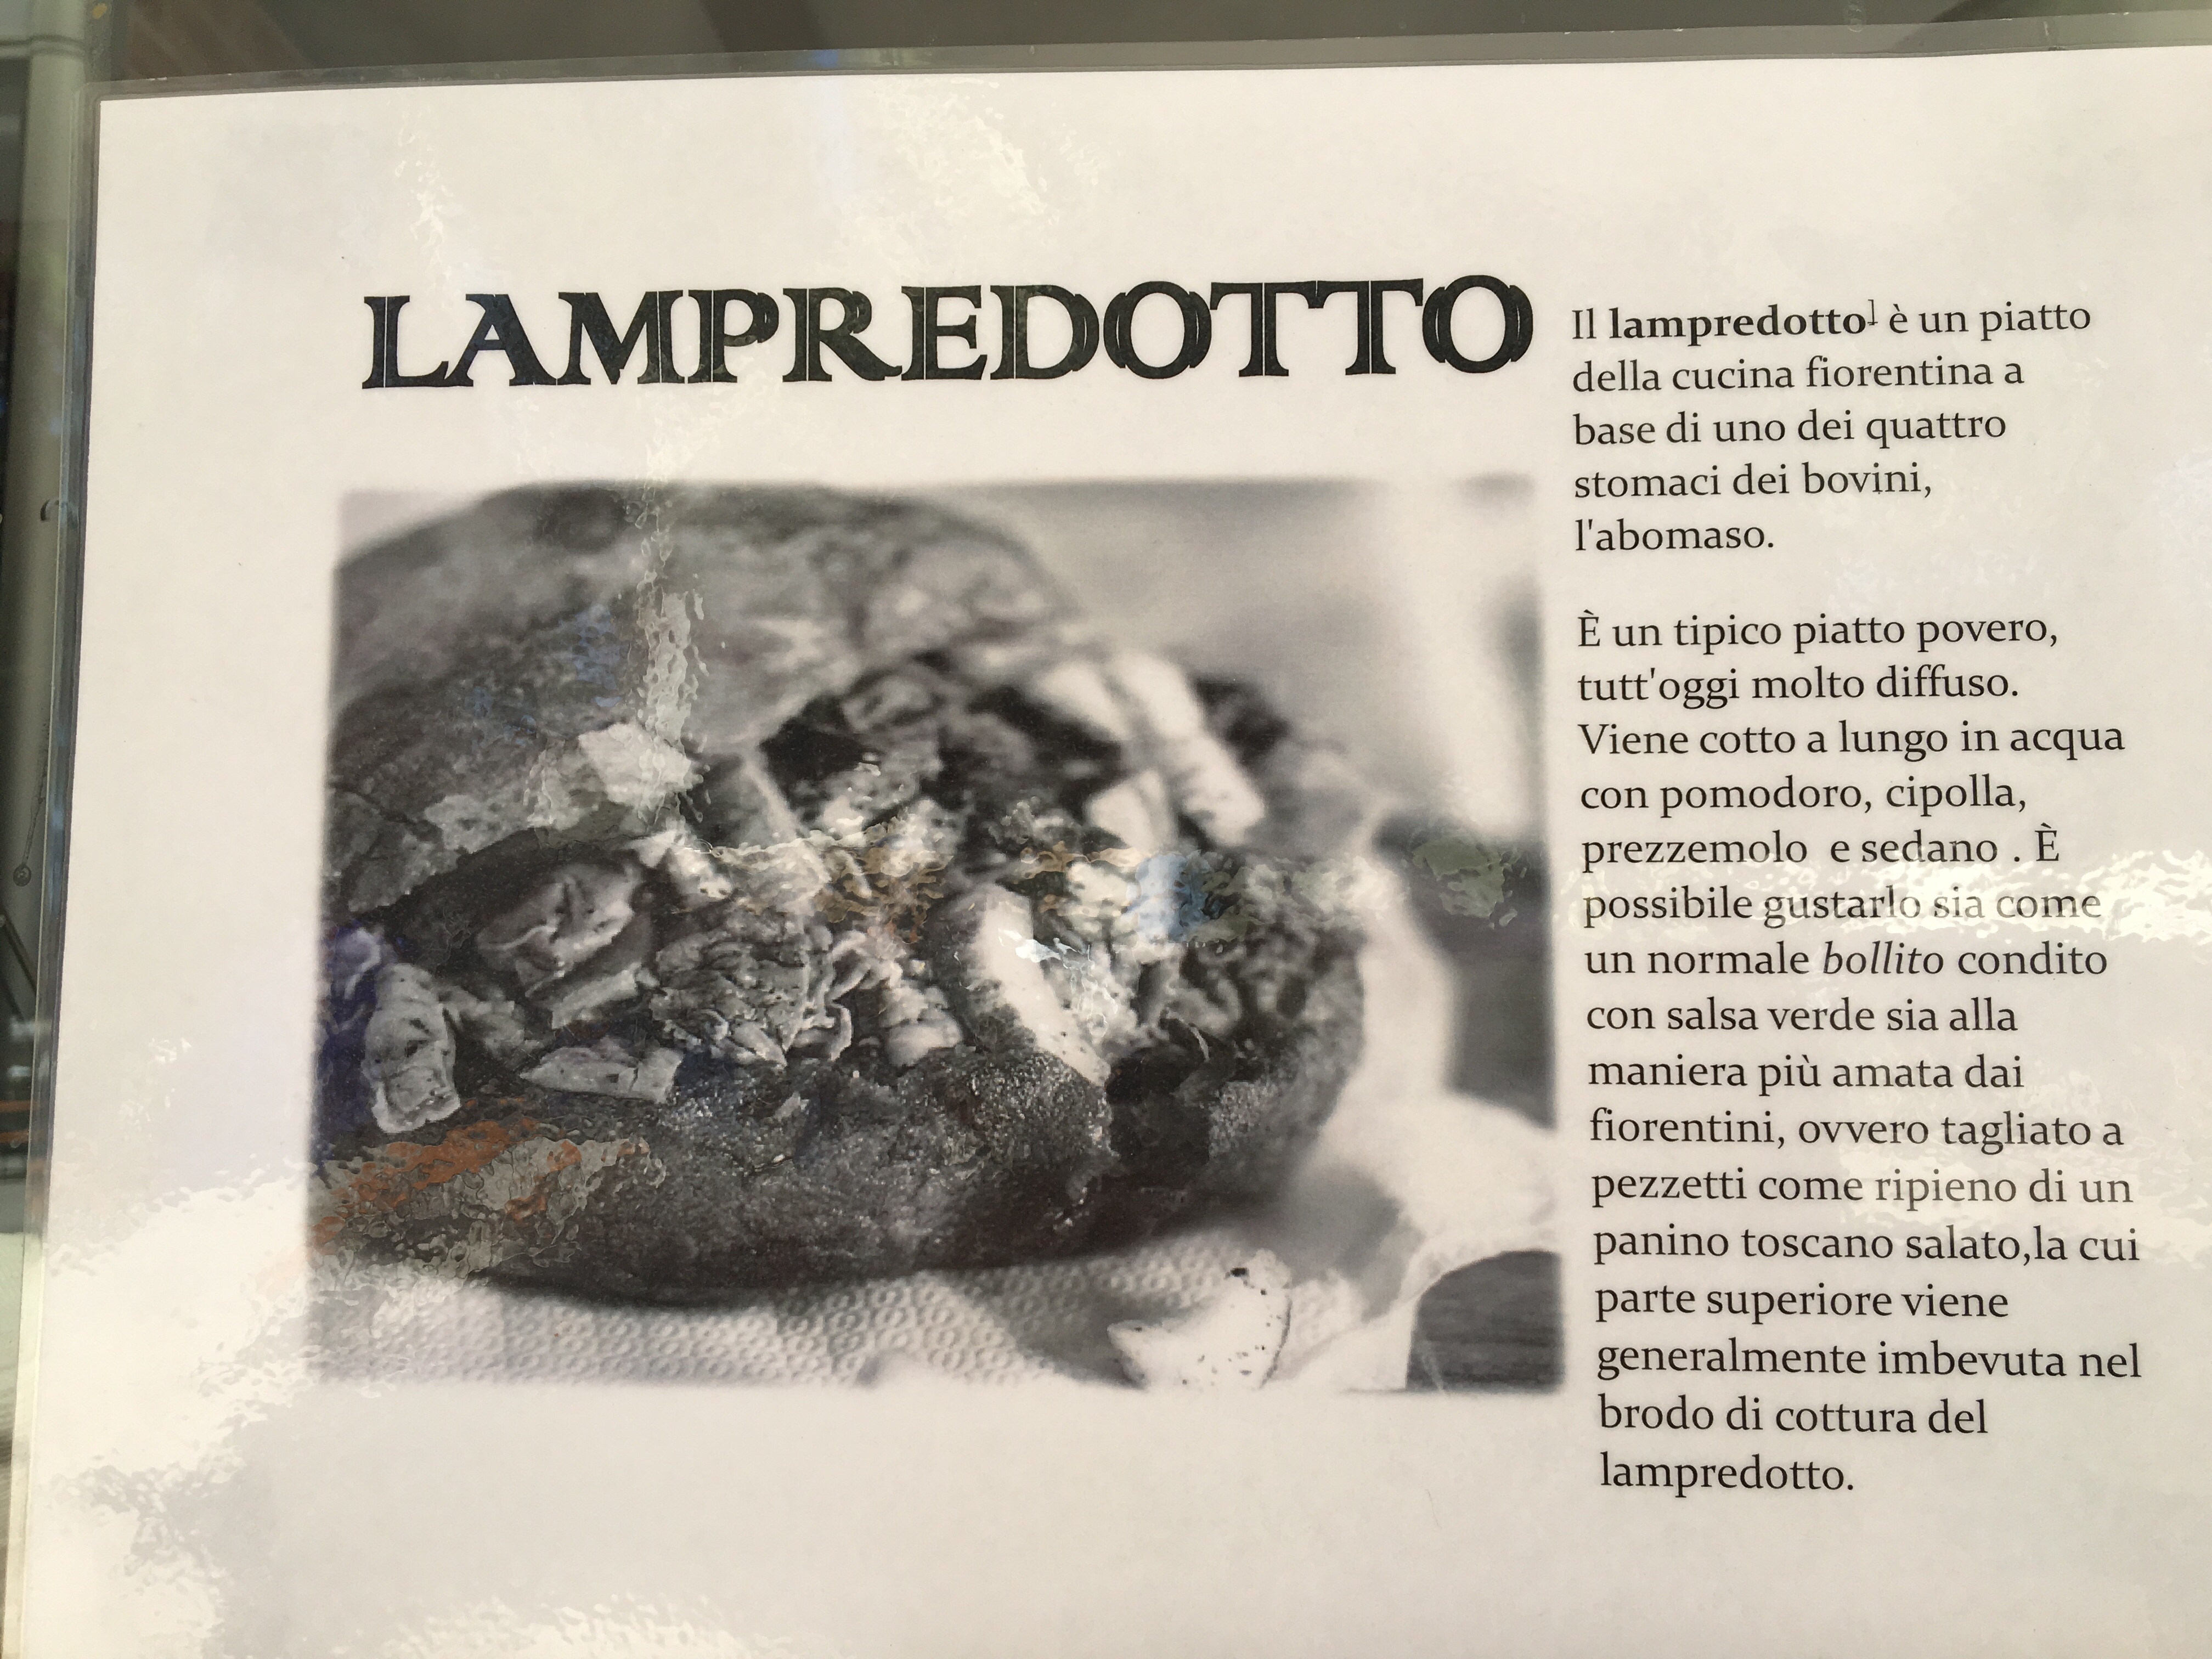 LAMPREDOTTO
Il lampredotto] è un piatto
della cucina fiorentina a
base di uno dei quattro
stomaci dei bovini,
l'abomaso.
È un tipico piatto povero,
tutt'oggi molto diffuso.
Viene cotto a lungo in acqua
con pomodoro, cipolla,
prezzemolo e sedano . È
possibile gustarlo sia come
un normale bollito condito
con salsa verde sia alla
maniera più amata dai
fiorentini, ovvero tagliato a
pezzetti come ripieno di un
panino toscano salato,la cui
parte superiore viene
generalmente imbevuta nel
brodo di cottura del
lampredotto.